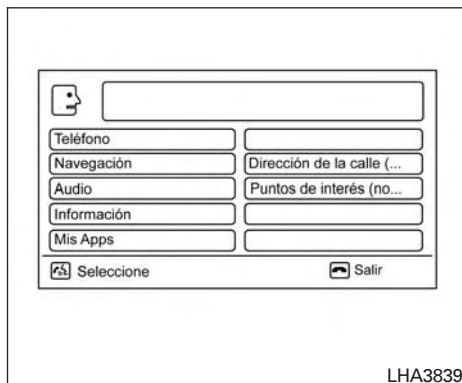 Teléfono
Navegación Dirección de la calle (...
Audio Puntos de interés (no...
Información
Mis Apps
Seleccione Salir
LHA3839